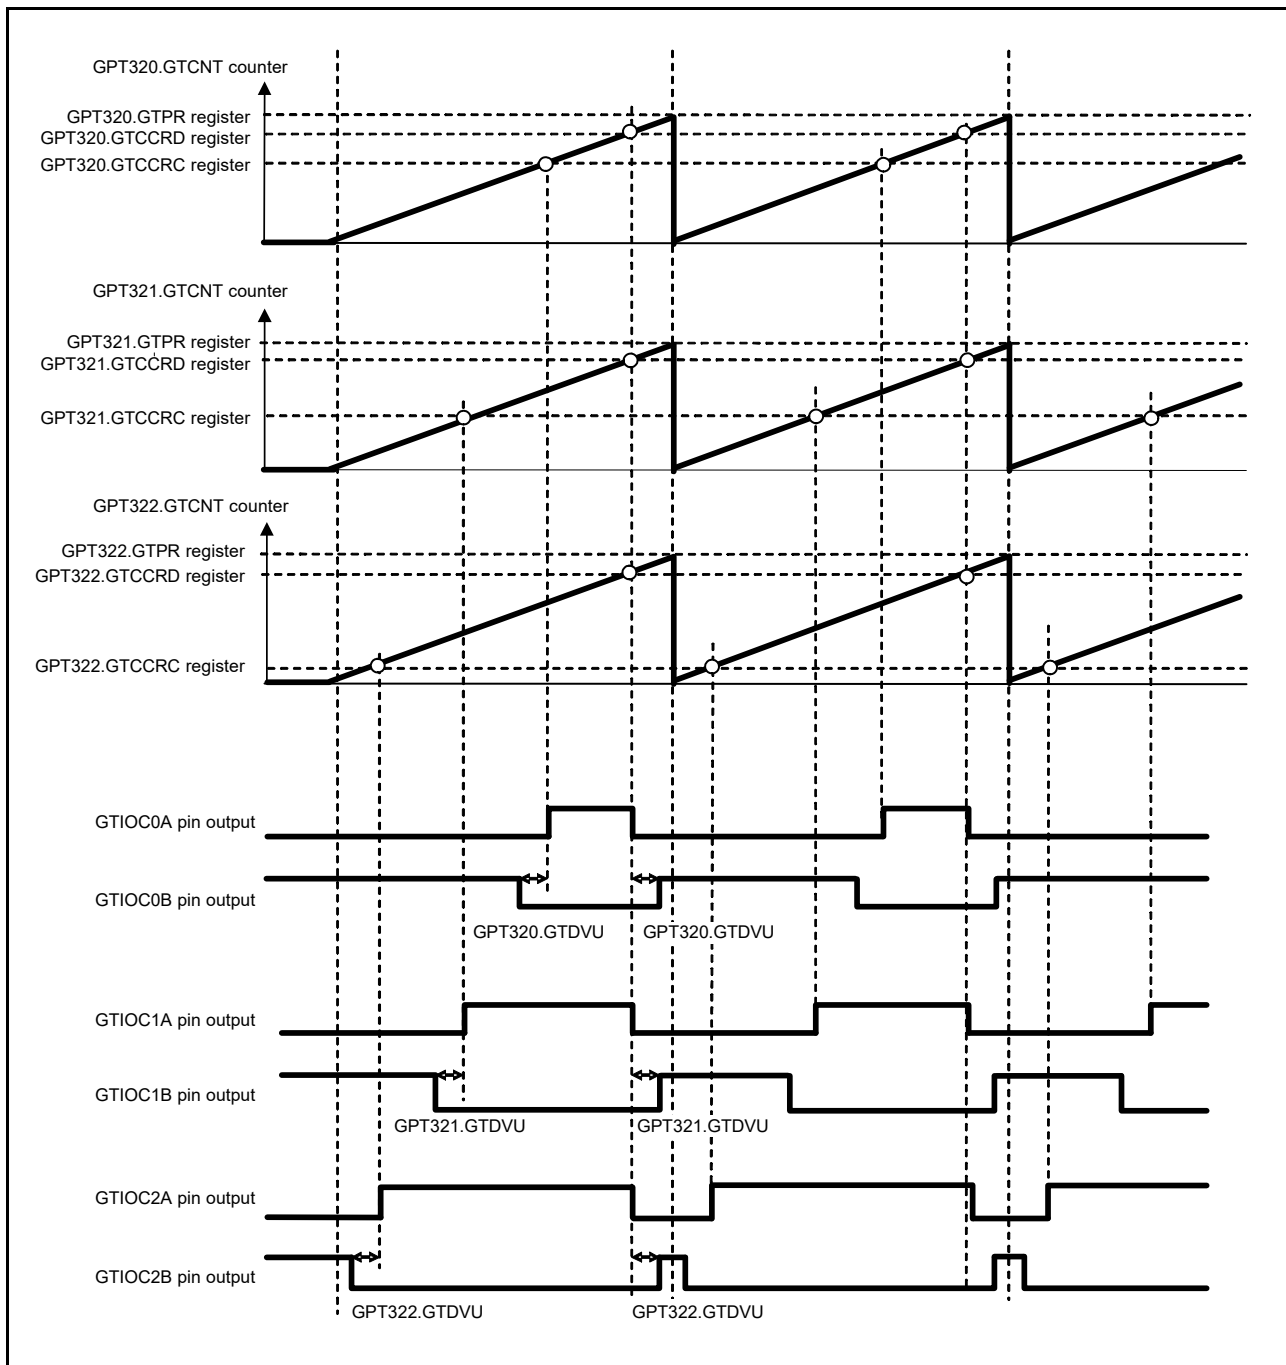 GPT320.GTCNT counter
GPT320.GTPR register
GPT320.GTCCRD register
GPT320.GTCCRC register
GPT321.GTCNT counter
GPT321.GTPR register
GPT321.GTCCRD register
GPT321.GTCCRC register
GPT322.GTCNT counter
GPT322.GTPR register
GPT322.GTCCRD register
GPT322.GTCCRC register
GTIOC0A pin output
GTIOC0B pin output
GPT320.GTDVU GPT320.GTDVU
GTIOC1A pin output
GTIOC1B pin output
GPT321.GTDVU GPT321.GTDVU
GTIOC2A pin output
GTIOC2B pin output
GPT322.GTDVU GPT322.GTDVU